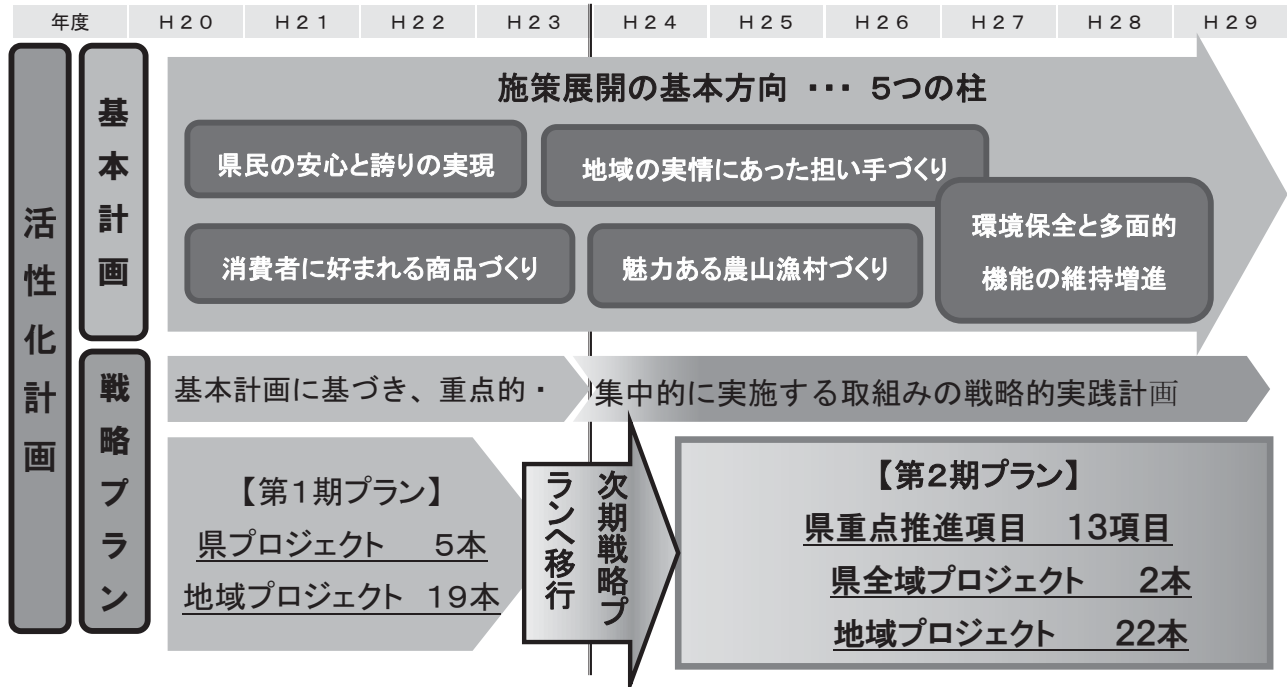 年度 H20 H21 H22 H23 H24 H25 H26 H27 H28 H29
活性化計画
基本計画
施策展開の基本方向 ・・・ 5つの柱
県民の安心と誇りの実現
地域の実情にあった担い手づくり
消費者に好まれる商品づくり
魅力ある農山漁村づくり
環境保全と多面的
機能の維持増進
戦略プラン
基本計画に基づき、重点的・集中的に実施する取組みの戦略的実践計画
【第1期プラン】
県プロジェクト 5本
地域プロジェクト 19本
次期戦略プ
ランへ移行
【第2期プラン】
県重点推進項目 13項目
県全域プロジェクト 2本
地域プロジェクト 22本